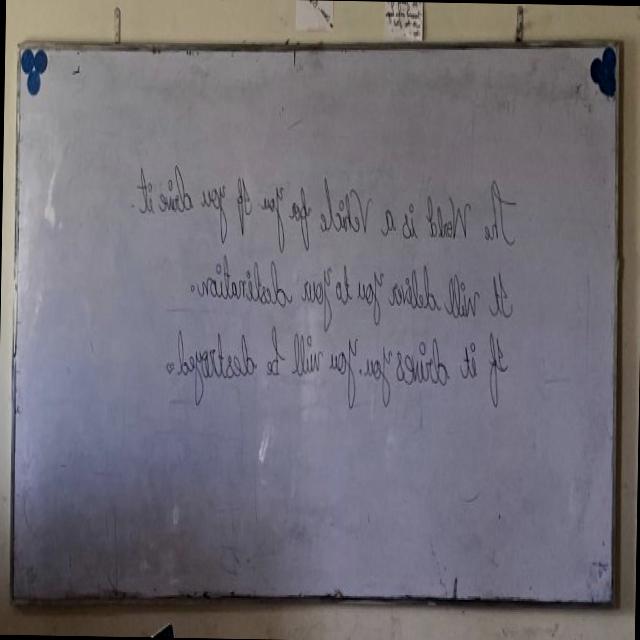 The World is a Vehicle for you If you drive it.
It will deliver you to your destination.
If it drives you, you will be destroyed.